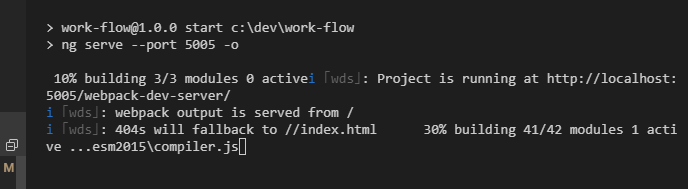 > work-flow@1.0.0 start c:\dev\work-flow
> ng serve --port 5005 -o
10% building 3/3 modules 0 activei ｢wds｣: Project is running at http://localhost:
5005/webpack-dev-server/
i ｢wds｣: webpack output is served from /
i ｢wds｣: 404s will fallback to //index.html      30% building 41/42 modules 1 acti
ve ...esm2015\compiler.js
M